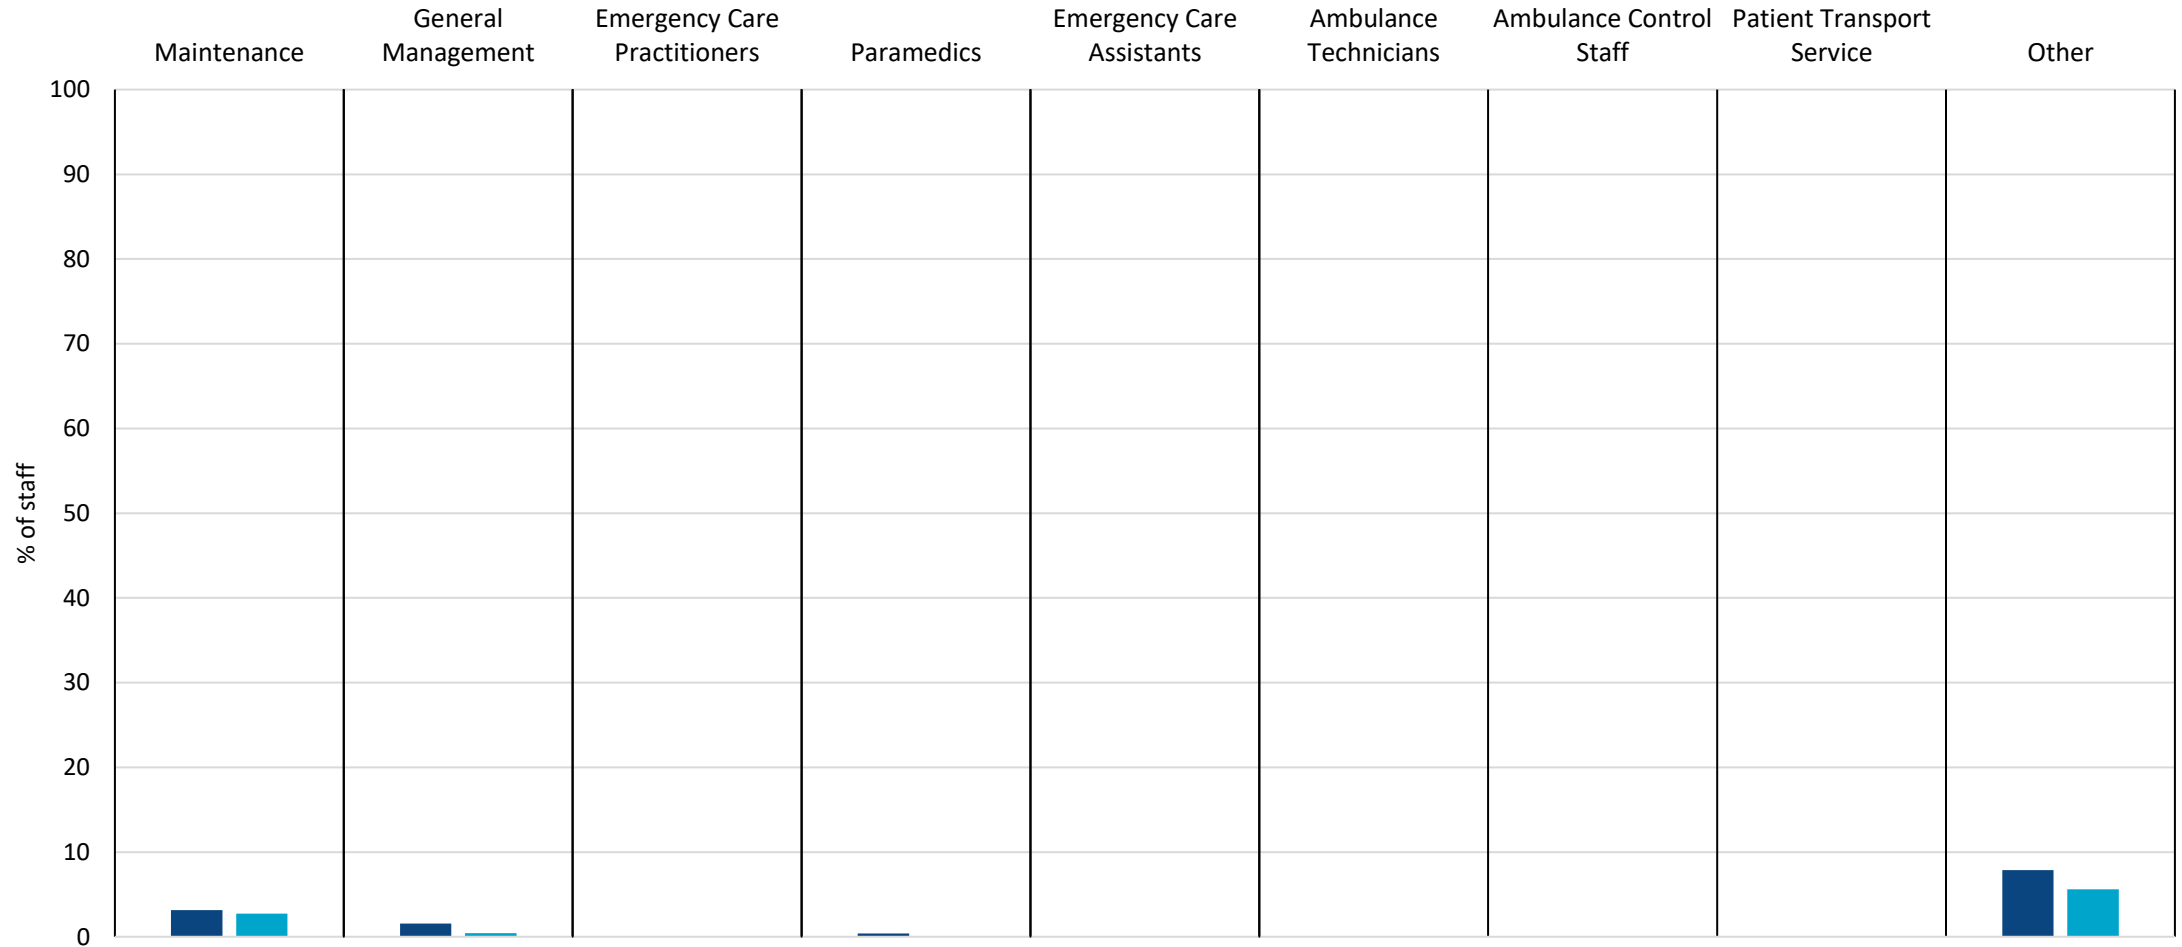 Maintenance
General
Management
Emergency Care
Practitioners
Paramedics
Emergency Care
Assistants
Ambulance
Technicians
Ambulance Control
Staff
Patient Transport
Service
Other
% of staff
100
90
80
70
60
50
40
30
20
10
0